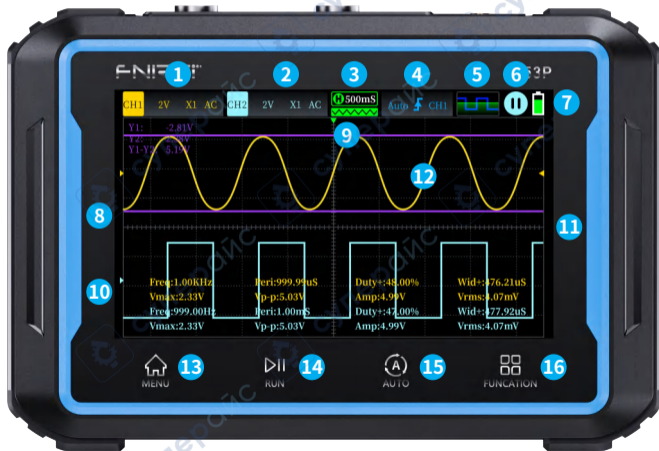 FNIRSI
53P
1 2 3 4 5 6 7
CH1 2V X1 AC CH2 2V X1 AC H 500mS Auto CH1
9
Y1: -2.81V
Y1-Y2: 5.19V
12
8
11
10
Freq:1.00KHz Peri:999.99uS Duty+:48.00% Wid+:476.21uS
Vmax:2.33V Vp-p:5.03V Amp:4.99V Vrms:4.07mV
Freq:999.00Hz Peri:1.00mS Duty+:47.00% Wid+:477.92uS
Vmax:2.33V Vp-p:5.03V Amp:4.99V Vrms:4.07mV
13 14 A 15 16
MENU RUN AUTO FUNCATION
суперайс